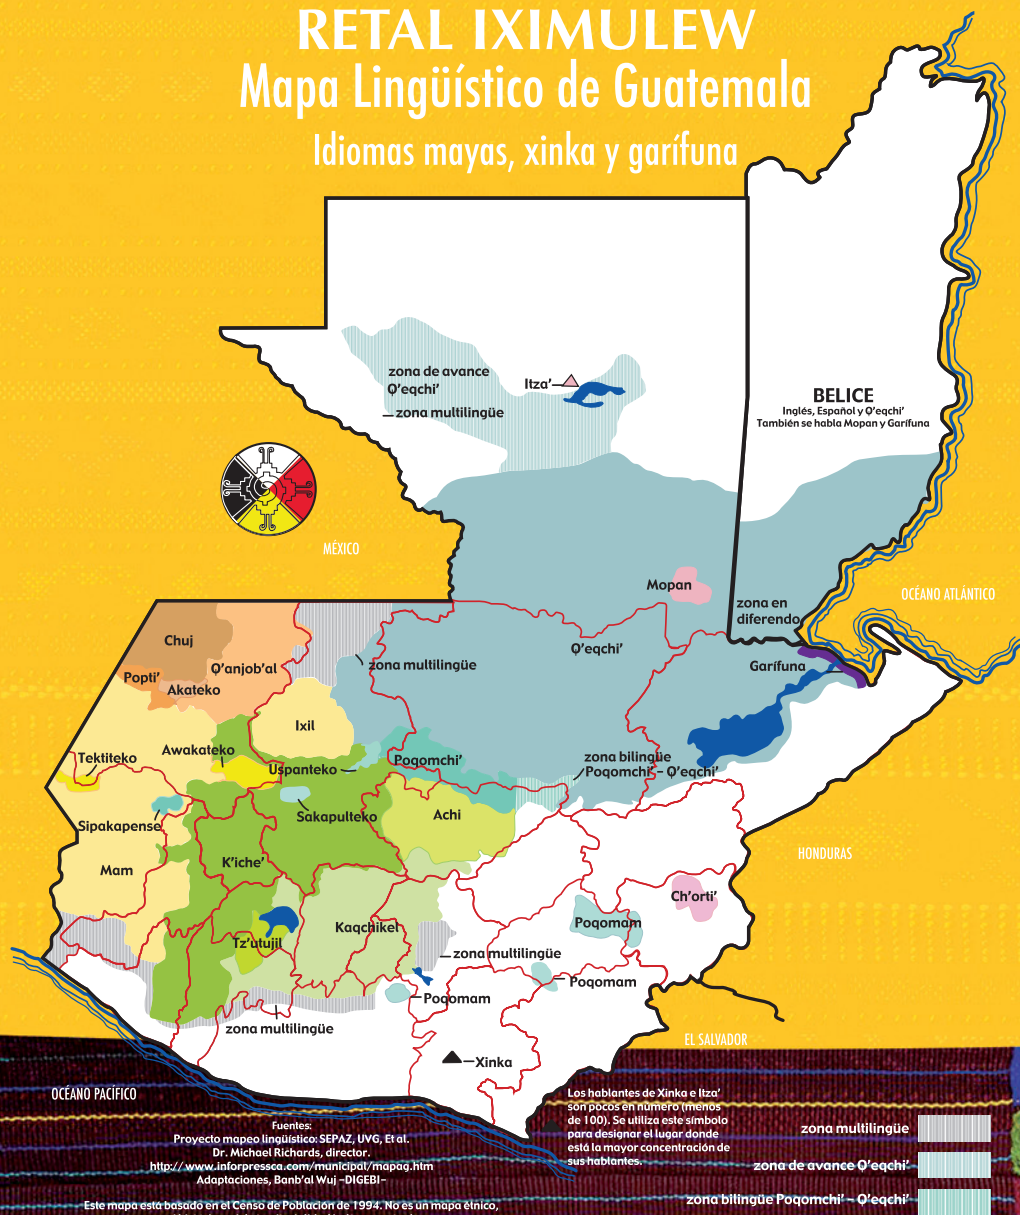 RETAL IXIMULEW
Mapa Lingüístico de Guatemala
Idiomas mayas, xinka y garífuna
zona de avance
Q'eqchi'
zona multilingüe
Itza'
BELICE
Inglés, Español y Q'eqchi'
También se habla Mopan y Garífuna
MÉXICO
Mopan
OCÉANO ATLÁNTICO
zona en
diferendo
Chuj
Q'anjob'al
zona multilingüe
Q'eqchi'
Garífuna
Popti'
Akateko
Ixil
Awakateko
Tektiteko
Uspanteko
Poqomchi'
zona bilingüe
Poqomchi' - Q'eqchi'
Sipakapense
Sakapulteko
Achi
HONDURAS
K'iche'
Mam
Ch'orti'
Kaqchikel
Poqomam
Tz'utujil
zona multilingüe
Poqomam
Poqomam
zona multilingüe
EL SALVADOR
Xinka
OCÉANO PACÍFICO
Los hablantes de Xinka e Itza'
son pocos en número (menos
de 100). Se utiliza este símbolo
para designar el lugar donde
está la mayor concentración de
sus hablantes.
Fuentes:
Proyecto mapeo lingüístico: SEPAZ, UVG, Et al.
Dr. Michael Richards, director.
http://www.inforpressca.com/municipal/mapag.htm
Adaptaciones, Banb'al Wuj -DIGEBI-
Este mapa está basado en el Censo de Población de 1994. No es un mapa étnico,
zona multilingüe
zona de avance Q'eqchi'
zona bilingüe Poqomchi' - Q'eqchi'